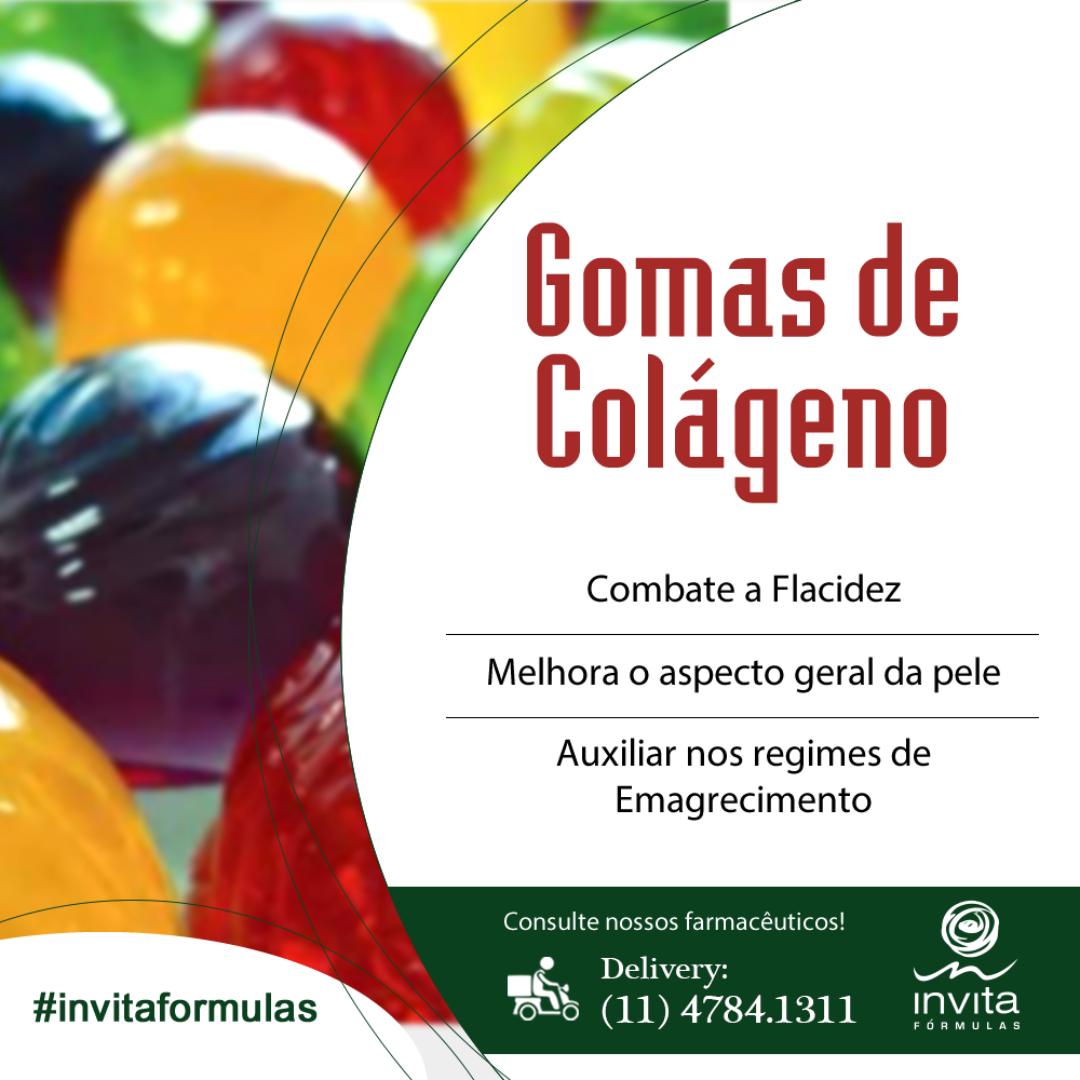 Gomas de
Colágeno
Combate a Flacidez
Melhora o aspecto geral da pele
Auxiliar nos regimes de
Emagrecimento
Consulte nossos farmacêuticos!
Delivery:
(11) 4784.1311
invita
FÓRMULAS
#invitaformulas